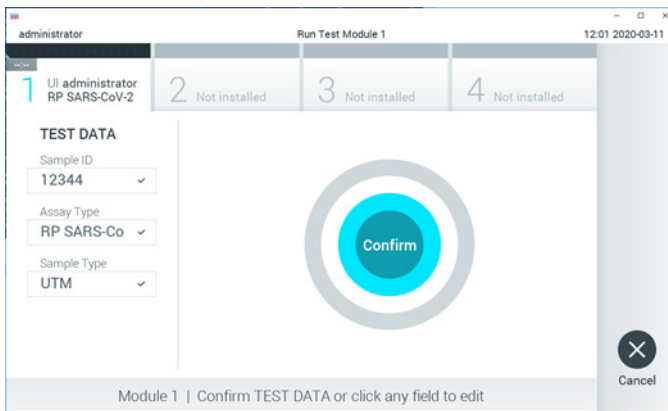 administrator
Run Test Module 1
12:01 2020-03-11
--:--
1 UI administrator
RP SARS-CoV-2
2 Not installed
3 Not installed
4 Not installed
TEST DATA
Sample ID
12344
Assay Type
RP SARS-Co
Sample Type
UTM
Confirm
Cancel
Module 1 | Confirm TEST DATA or click any field to edit